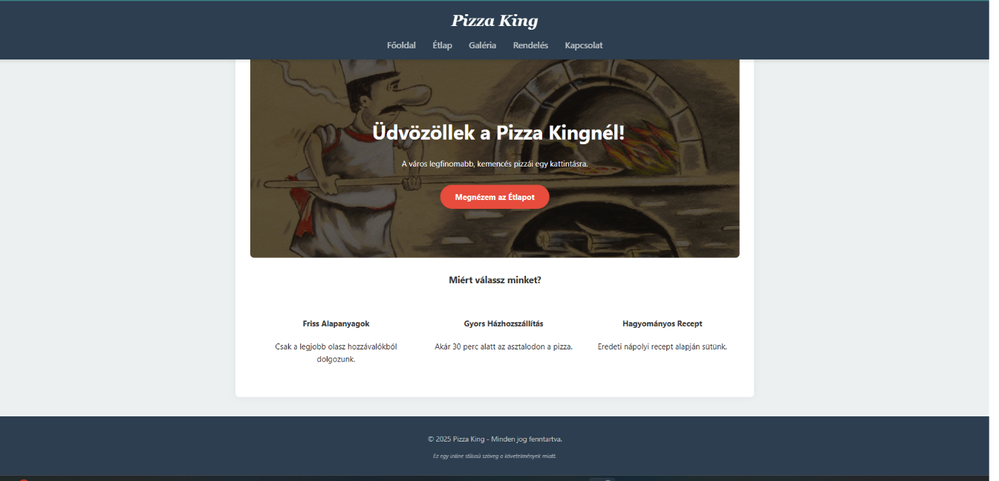 Pizza King
Főoldal Étlap Galéria Rendelés Kapcsolat
Üdvözöllek a Pizza Kingnél!
A város legfinomabb, kemencés pizzái egy kattintásra.
Megnézem az Étlapot
Miért válassz minket?
Friss Alapanyagok
Csak a legjobb olasz hozzávalókból
dolgozunk.
Gyors Házhozszállítás
Akár 30 perc alatt az asztalodon a pizza.
Hagyományos Recept
Eredeti nápolyi recept alapján sütünk.
© 2025 Pizza King - Minden jog fenntartva.
Ez egy inline stílusú szöveg a követelmények miatt.